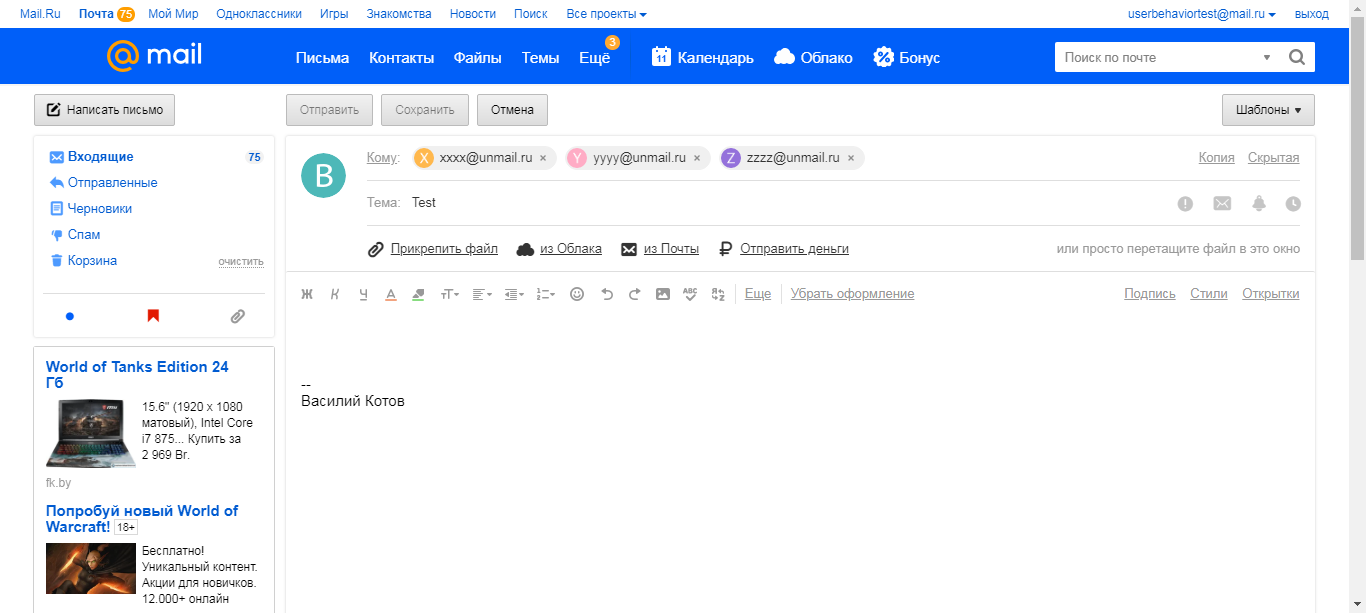 Mail.Ru Почта 75 Мой Мир Одноклассники Игры Знакомства Новости Поиск Все проекты userbehaviortest@mail.ru выход
@mail Письма Контакты Файлы Темы Ещё 3 11 Календарь Облако Бонус Поиск по почте
Написать письмо Отправить Сохранить Отмена Шаблоны
Входящие 75
Отправленные
Черновики
Спам
Корзина очистить
World of Tanks Edition 24
Гб
15.6" (1920 x 1080
матовый), Intel Core
i7 875... Купить за
2 969 Br.
fk.by
Попробуй новый World of
Warcraft! 18+
Бесплатно!
Уникальный контент.
Акции для новичков.
12.000+ онлайн
В
Кому: X xxxx@unmail.ru × Y yyyy@unmail.ru × Z zzzz@unmail.ru × Копия Скрытая
Тема: Test
Прикрепить файл из Облака из Почты Отправить деньги или просто перетащите файл в это окно
Ж К Ч А тТ ABC Еще Убрать оформление Подпись Стили Открытки
--
Василий Котов